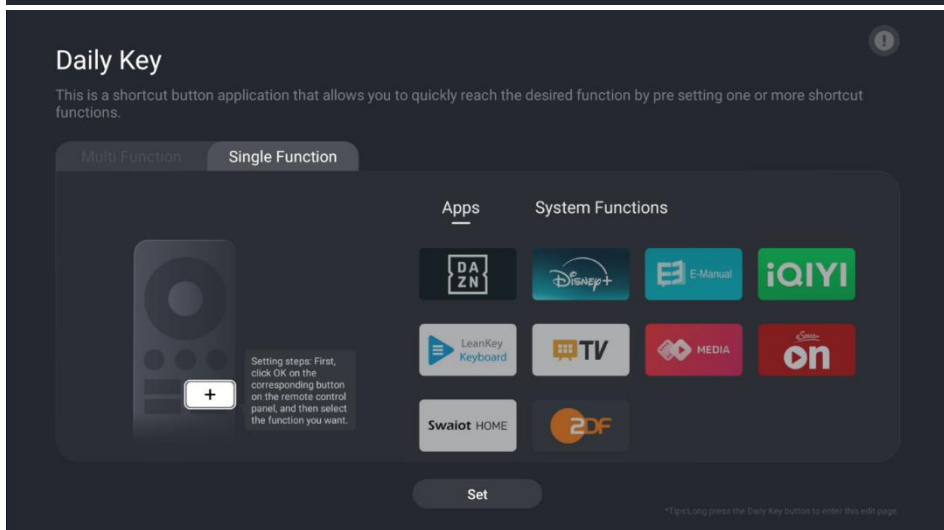 Daily Key
This is a shortcut button application that allows you to quickly reach the desired function by pre setting one or more shortcut
functions.
Multi Function
Single Function
Apps
System Functions
DA
ZN
Disney+
E-Manual
iQIYI
Setting steps: First,
click OK on the
corresponding button
on the remote control
panel, and then select
the function you want.
+
LeanKey
Keyboard
TV
MEDIA
on
Swaiot HOME
2DF
Set
*Tips:Long press the Daily Key button to enter this edit page